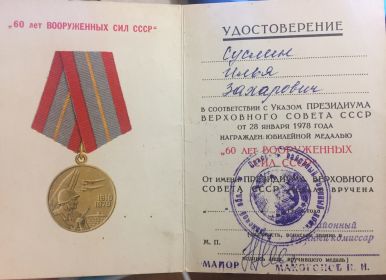 „60 лет ВООРУЖЕННЫХ СИЛ СССР"
1918
1978
УДОСТОВЕРЕНИЕ
Суслин
Илья
Захарович
В СООТВЕТСТВИИ С УКАЗОМ ПРЕЗИДИУМА
ВЕРХОВНОГО СОВЕТА СССР
ОТ 28 ЯНВАРЯ 1978 ГОДА
НАГРАЖДЕН ЮБИЛЕЙНОЙ МЕДАЛЬЮ
„60 ЛЕТ ВООРУЖЕННЫХ
СИЛ СССР"
ОТ ИМЕНИ ПРЕЗИДИУМА ВЕРХОВНОГО
СОВЕТА СССР ВРУЧЕНА
районный
военный комиссар
М. П.
МАЙОР